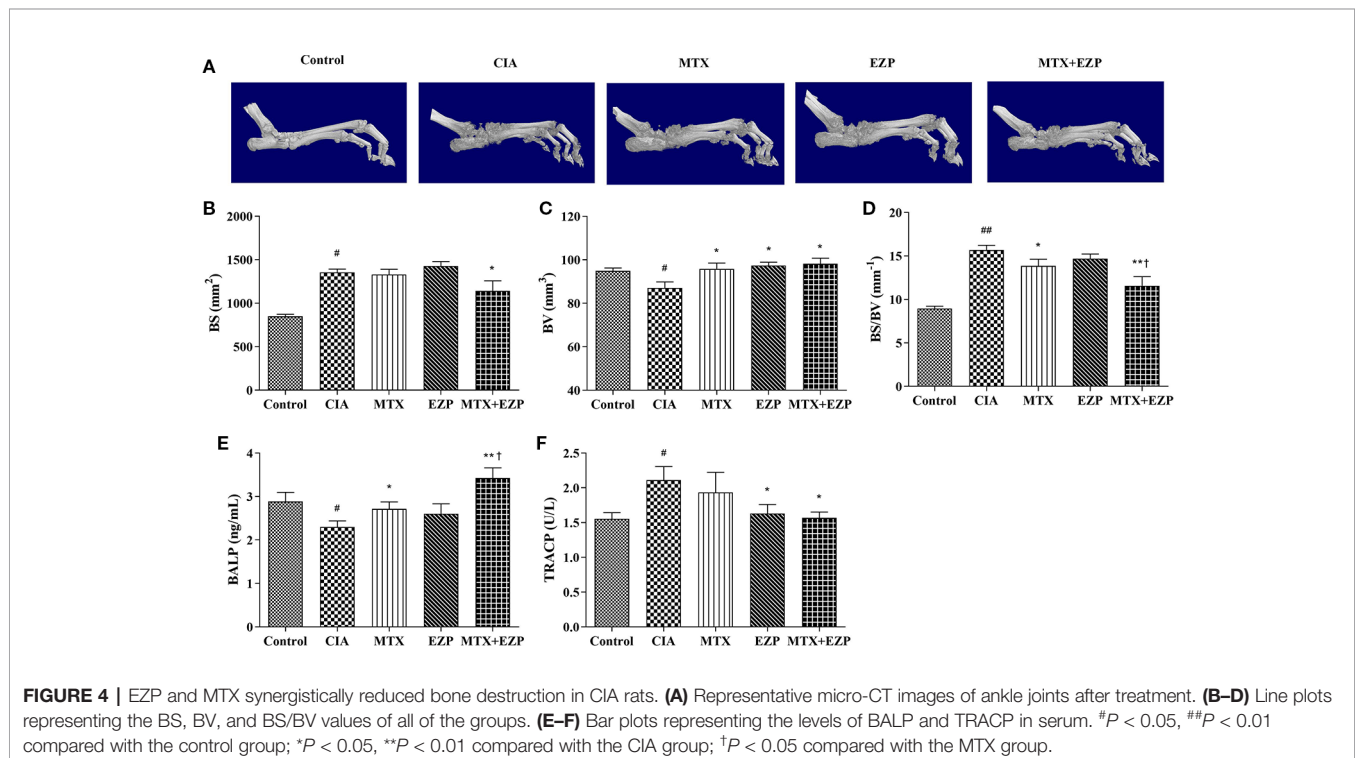 A
Control
CIA
MTX
EZP
MTX+EZP
B
BS (mm²)
2000
1500
1000
500
0
#
*
Control CIA MTX EZP MTX+EZP
C
BV (mm³)
120
100
80
60
40
#
*
*
*
Control CIA MTX EZP MTX+EZP
D
BS/BV (mm⁻¹)
20
15
10
5
0
##
*
**†
Control CIA MTX EZP MTX+EZP
E
BALP (ng/mL)
4
3
2
1
0
#
*
**†
Control CIA MTX EZP MTX+EZP
F
TRACP (U/L)
2.5
2.0
1.5
1.0
0.5
0.0
#
*
*
Control CIA MTX EZP MTX+EZP
FIGURE 4 | EZP and MTX synergistically reduced bone destruction in CIA rats. (A) Representative micro-CT images of ankle joints after treatment. (B–D) Line plots
representing the BS, BV, and BS/BV values of all of the groups. (E–F) Bar plots representing the levels of BALP and TRACP in serum. #P < 0.05, ##P < 0.01
compared with the control group; *P < 0.05, **P < 0.01 compared with the CIA group; †P < 0.05 compared with the MTX group.